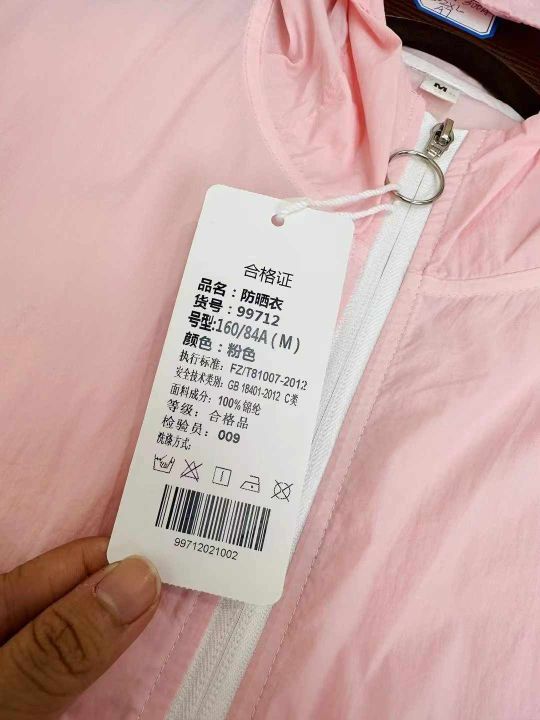 M
合格证
品名：防晒衣
货号：99712
号型:160/84A(M)
颜色：粉色
执行标准：FZ/T81007-2012
安全技术类别：GB 18401-2012 C类
面料成分：100%锦纶
等级：合格品
检验员：009
洗涤方式：
99712021002